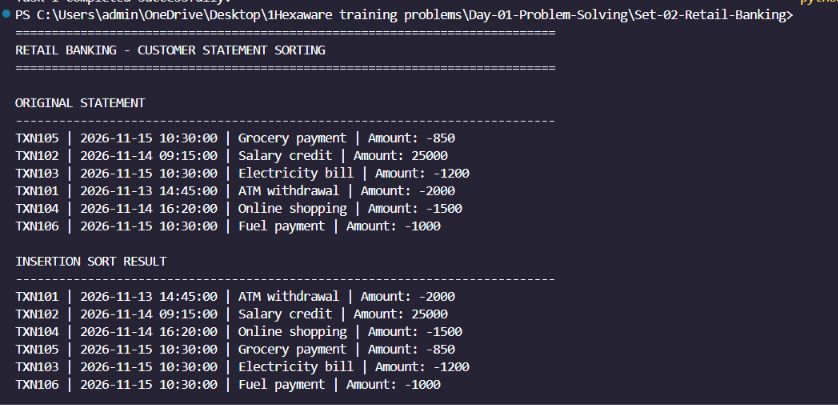 Task 1 completed successfully.
PS C:\Users\admin\OneDrive\Desktop\1Hexaware training problems\Day-01-Problem-Solving\Set-02-Retail-Banking>
===========================================================================
RETAIL BANKING - CUSTOMER STATEMENT SORTING
===========================================================================
ORIGINAL STATEMENT
---------------------------------------------------------------------------
TXN105 | 2026-11-15 10:30:00 | Grocery payment | Amount: -850
TXN102 | 2026-11-14 09:15:00 | Salary credit | Amount: 25000
TXN103 | 2026-11-15 10:30:00 | Electricity bill | Amount: -1200
TXN101 | 2026-11-13 14:45:00 | ATM withdrawal | Amount: -2000
TXN104 | 2026-11-14 16:20:00 | Online shopping | Amount: -1500
TXN106 | 2026-11-15 10:30:00 | Fuel payment | Amount: -1000
INSERTION SORT RESULT
---------------------------------------------------------------------------
TXN101 | 2026-11-13 14:45:00 | ATM withdrawal | Amount: -2000
TXN102 | 2026-11-14 09:15:00 | Salary credit | Amount: 25000
TXN104 | 2026-11-14 16:20:00 | Online shopping | Amount: -1500
TXN105 | 2026-11-15 10:30:00 | Grocery payment | Amount: -850
TXN103 | 2026-11-15 10:30:00 | Electricity bill | Amount: -1200
TXN106 | 2026-11-15 10:30:00 | Fuel payment | Amount: -1000